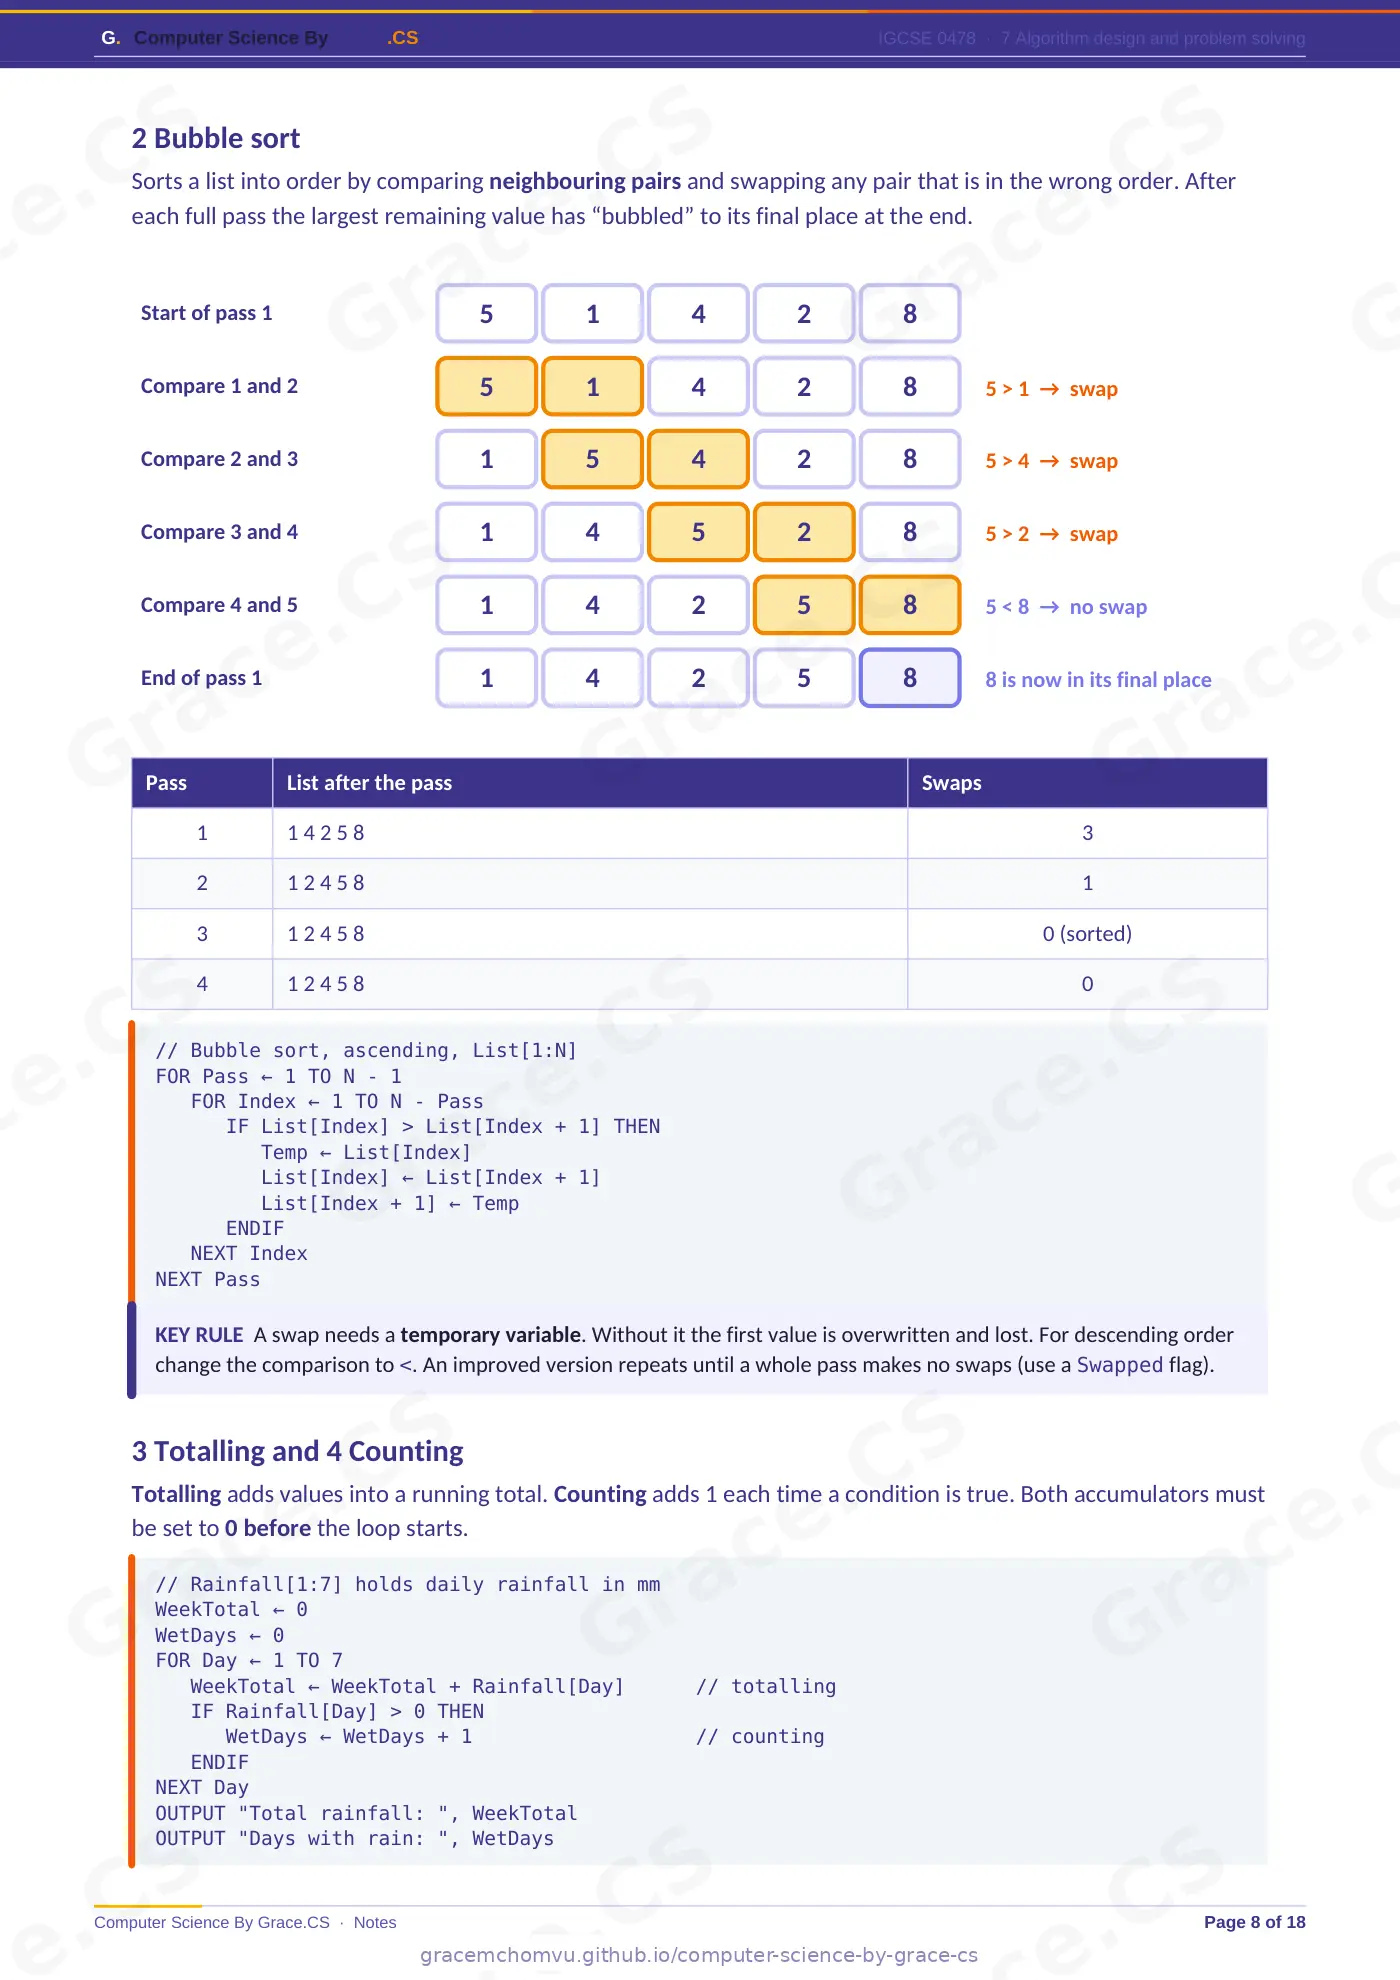 G. Computer Science By .CS
IGCSE 0478 · 7 Algorithm design and problem solving
2 Bubble sort
Sorts a list into order by comparing neighbouring pairs and swapping any pair that is in the wrong order. After
each full pass the largest remaining value has “bubbled” to its final place at the end.
Start of pass 1 5 1 4 2 8
Compare 1 and 2 5 1 4 2 8 5 > 1 → swap
Compare 2 and 3 1 5 4 2 8 5 > 4 → swap
Compare 3 and 4 1 4 5 2 8 5 > 2 → swap
Compare 4 and 5 1 4 2 5 8 5 < 8 → no swap
End of pass 1 1 4 2 5 8 8 is now in its final place
Pass List after the pass Swaps
1 1 4 2 5 8 3
2 1 2 4 5 8 1
3 1 2 4 5 8 0 (sorted)
4 1 2 4 5 8 0
// Bubble sort, ascending, List[1:N]
FOR Pass ← 1 TO N - 1
   FOR Index ← 1 TO N - Pass
      IF List[Index] > List[Index + 1] THEN
         Temp ← List[Index]
         List[Index] ← List[Index + 1]
         List[Index + 1] ← Temp
      ENDIF
   NEXT Index
NEXT Pass
KEY RULE A swap needs a temporary variable. Without it the first value is overwritten and lost. For descending order
change the comparison to <. An improved version repeats until a whole pass makes no swaps (use a Swapped flag).
3 Totalling and 4 Counting
Totalling adds values into a running total. Counting adds 1 each time a condition is true. Both accumulators must
be set to 0 before the loop starts.
// Rainfall[1:7] holds daily rainfall in mm
WeekTotal ← 0
WetDays ← 0
FOR Day ← 1 TO 7
   WeekTotal ← WeekTotal + Rainfall[Day]      // totalling
   IF Rainfall[Day] > 0 THEN
      WetDays ← WetDays + 1                   // counting
   ENDIF
NEXT Day
OUTPUT "Total rainfall: ", WeekTotal
OUTPUT "Days with rain: ", WetDays
Computer Science By Grace.CS · Notes
Page 8 of 18
gracemchomvu.github.io/computer-science-by-grace-cs